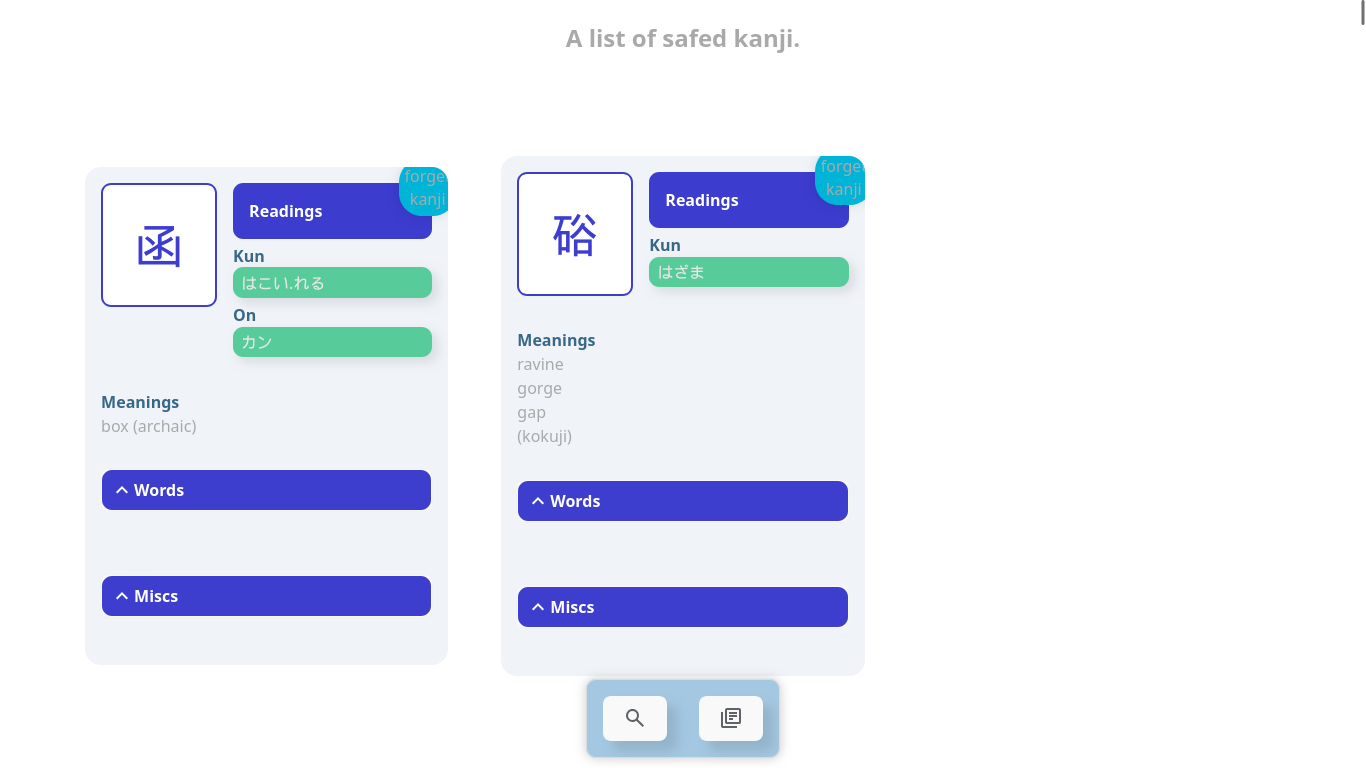 A list of safed kanji.
函
Readings
forge
kanji
Kun
はこい.れる
On
カン
Meanings
box (archaic)
Words
Miscs
硲
Readings
forge
kanji
Kun
はざま
Meanings
ravine
gorge
gap
(kokuji)
Words
Miscs